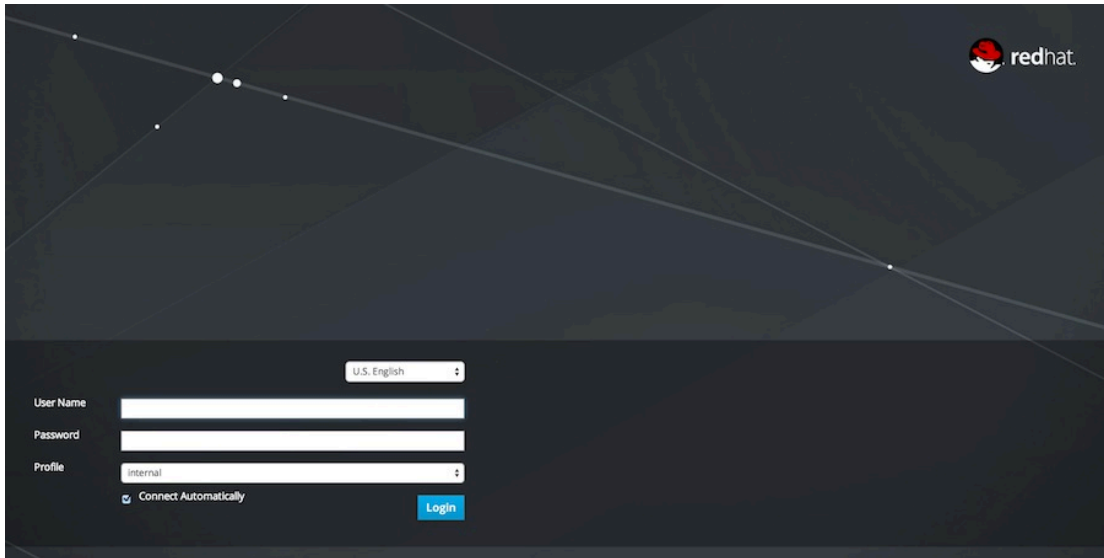 redhat.
U.S. English
User Name
Password
Profile
internal
Connect Automatically
Login